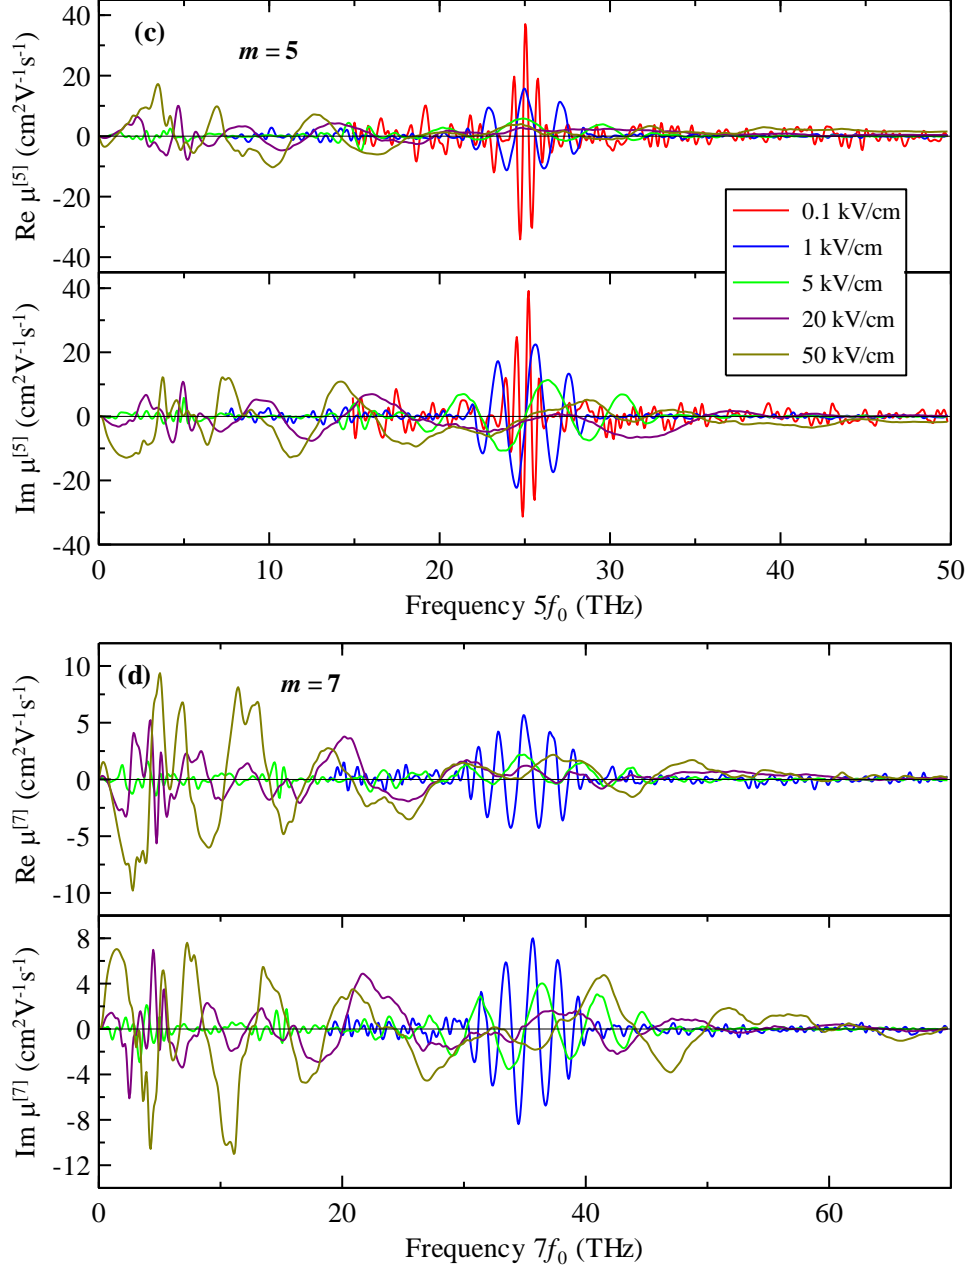 (c)
m = 5
40
20
0
-20
-40
Re μ[5] (cm2V-1s-1)
0.1 kV/cm
1 kV/cm
5 kV/cm
20 kV/cm
50 kV/cm
40
20
0
-20
-40
Im μ[5] (cm2V-1s-1)
0 10 20 30 40 50
Frequency 5f0 (THz)
(d)
m = 7
10
5
0
-5
-10
Re μ[7] (cm2V-1s-1)
8
4
0
-4
-8
-12
Im μ[7] (cm2V-1s-1)
0 20 40 60
Frequency 7f0 (THz)